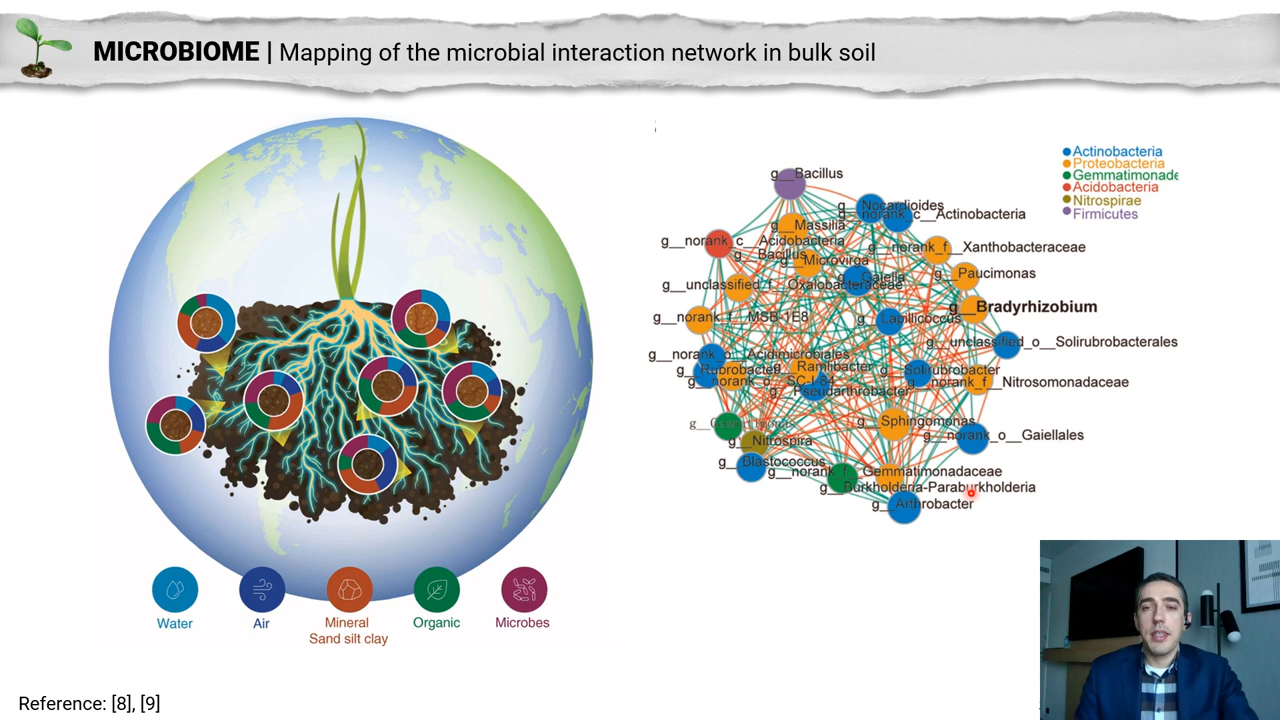 MICROBIOME | Mapping of the microbial interaction network in bulk soil
Water
Air
Mineral
Sand silt clay
Organic
Microbes
Actinobacteria
Proteobacteria
Gemmatimonade
Acidobacteria
Nitrospirae
Firmicutes
g__Bacillus
g__Nocardioides
g__norank_c__Actinobacteria
g__Massilia
g__norank_c__Acidobacteria
g__norank_f__Xanthobacteraceae
g__Bacillus
g__Microvirga
g__Paucimonas
g__Gaiella
g__unclassified_f__Oxalobacteraceae
g__Bradyrhizobium
g__norank_f__MSB-1E8
g__Lapillicoccus
g__unclassified_o__Solirubrobacterales
g__norank_o__Acidimicrobiales
g__Rubrobacter
g__Ramlibacter
g__Solirubrobacter
g__norank_o__SC-I-84
g__norank_f__Nitrosomonadaceae
g__Pseudarthrobacter
g__Sphingomonas
g__norank_o__Gaiellales
g__Nitrospira
g__Blastococcus
g__norank_f__Gemmatimonadaceae
g__Burkholderia-Paraburkholderia
g__Arthrobacter
Reference: [8], [9]